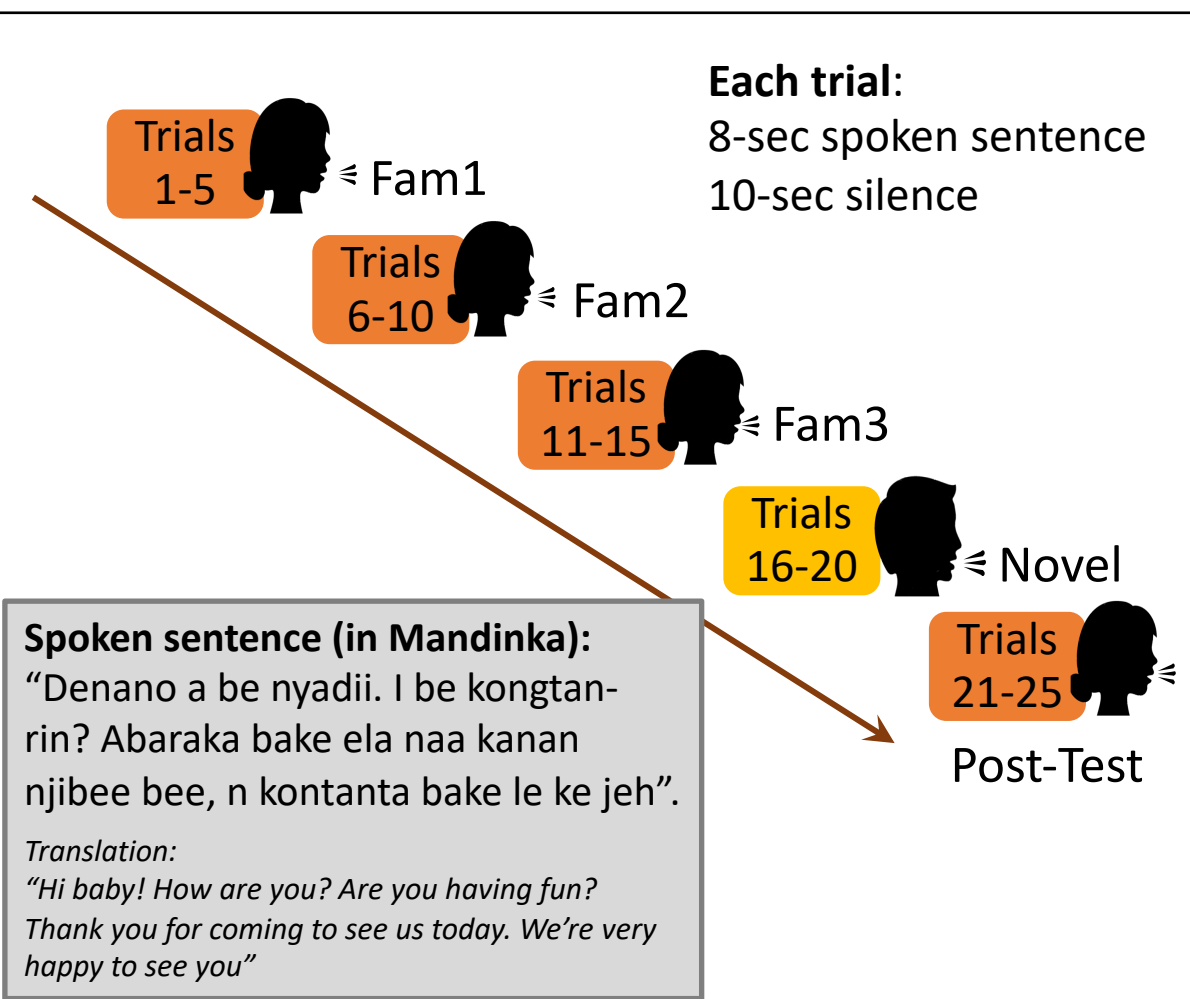 Each trial:
8-sec spoken sentence
10-sec silence
Trials
1-5
Fam1
Trials
6-10
Fam2
Trials
11-15
Fam3
Trials
16-20
Novel
Trials
21-25
Post-Test
Spoken sentence (in Mandinka):
“Denano a be nyadii. I be kongtan-
rin? Abaraka bake ela naa kanan
njibee bee, n kontanta bake le ke jeh”.
Translation:
“Hi baby! How are you? Are you having fun?
Thank you for coming to see us today. We’re very
happy to see you”